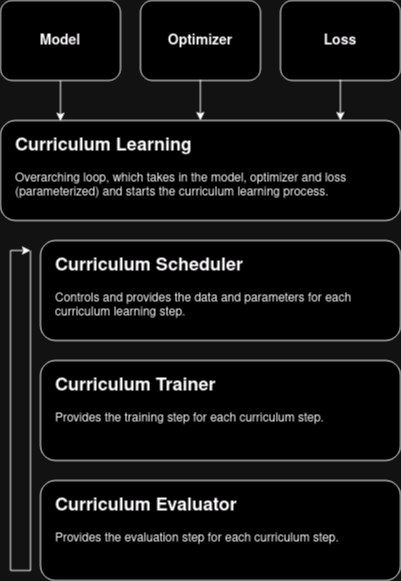 Model
Optimizer
Loss
Curriculum Learning
Overarching loop, which takes in the model, optimizer and loss
(parameterized) and starts the curriculum learning process.
Curriculum Scheduler
Controls and provides the data and parameters for each
curriculum learning step.
Curriculum Trainer
Provides the training step for each curriculum step.
Curriculum Evaluator
Provides the evaluation step for each curriculum step.